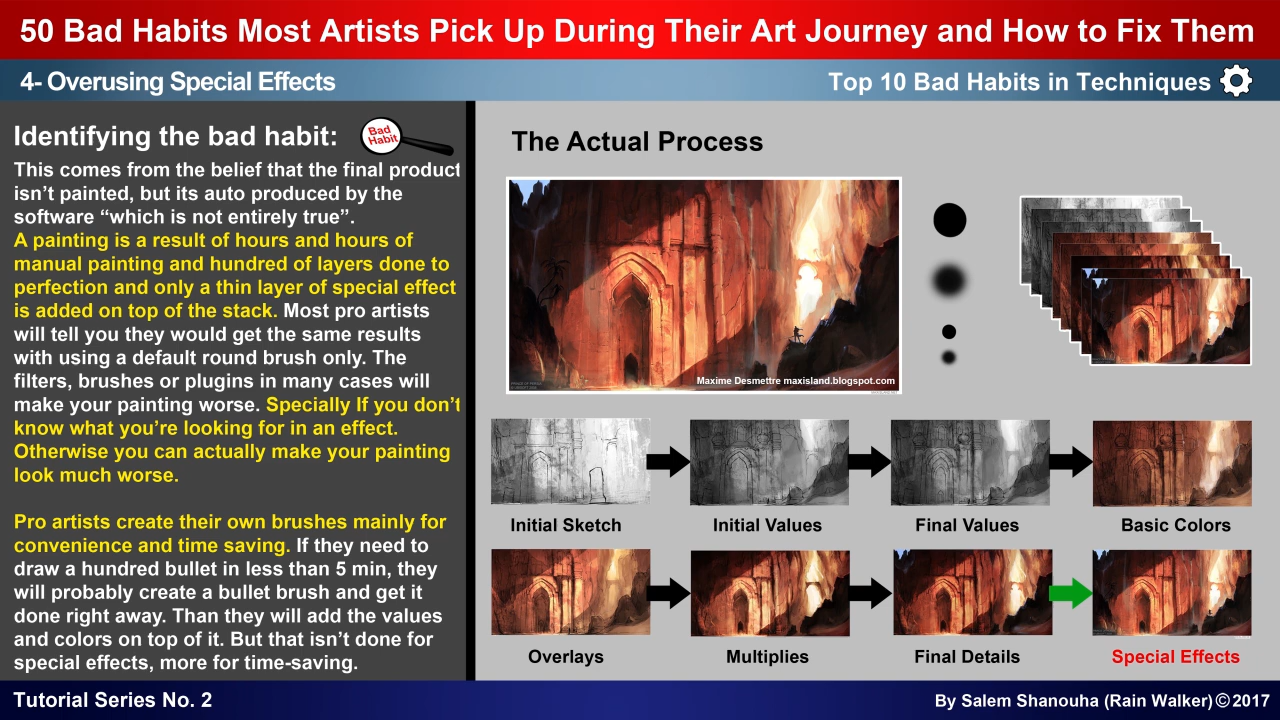 50 Bad Habits Most Artists Pick Up During Their Art Journey and How to Fix Them
4- Overusing Special Effects
Top 10 Bad Habits in Techniques
Identifying the bad habit:
Bad
Habit
This comes from the belief that the final product
isn’t painted, but its auto produced by the
software “which is not entirely true”.
A painting is a result of hours and hours of
manual painting and hundred of layers done to
perfection and only a thin layer of special effect
is added on top of the stack. Most pro artists
will tell you they would get the same results
with using a default round brush only. The
filters, brushes or plugins in many cases will
make your painting worse. Specially If you don’t
know what you’re looking for in an effect.
Otherwise you can actually make your painting
look much worse.
Pro artists create their own brushes mainly for
convenience and time saving. If they need to
draw a hundred bullet in less than 5 min, they
will probably create a bullet brush and get it
done right away. Than they will add the values
and colors on top of it. But that isn’t done for
special effects, more for time-saving.
The Actual Process
Maxime Desmettre maxisland.blogspot.com
Initial Sketch
Initial Values
Final Values
Basic Colors
Overlays
Multiplies
Final Details
Special Effects
Tutorial Series No. 2
By Salem Shanouha (Rain Walker)©2017